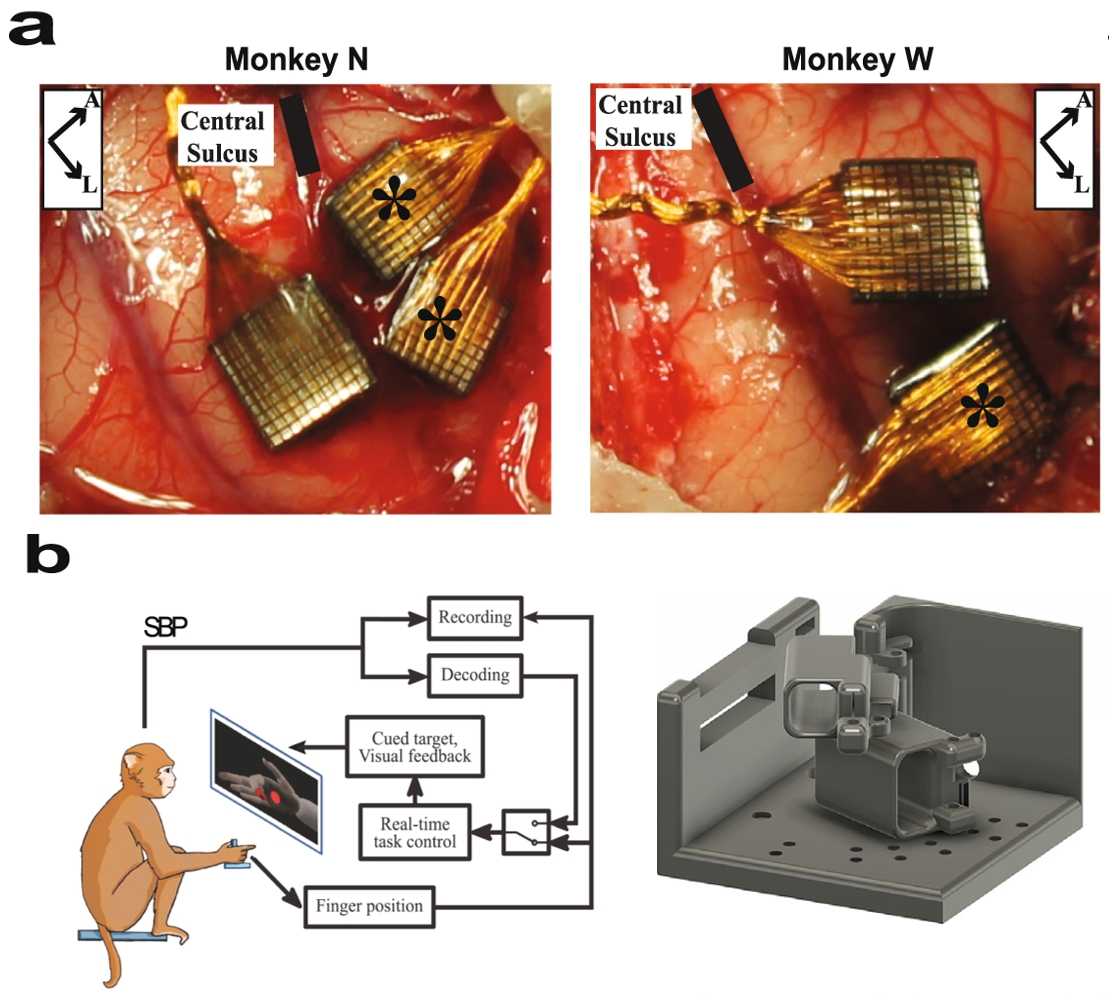 a
Monkey N
Monkey W
A
L
Central
Sulcus
*
*
Central
Sulcus
A
L
*
b
SBP
Recording
Decoding
Cued target,
Visual feedback
Real-time
task control
Finger position